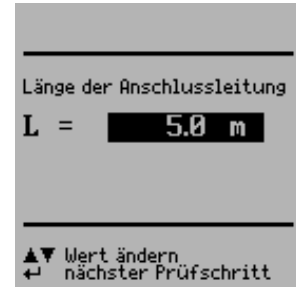 Länge der Anschlussleitung
L = 5.0 m
▲▼ Wert ändern
↵ nächster Prüfschritt